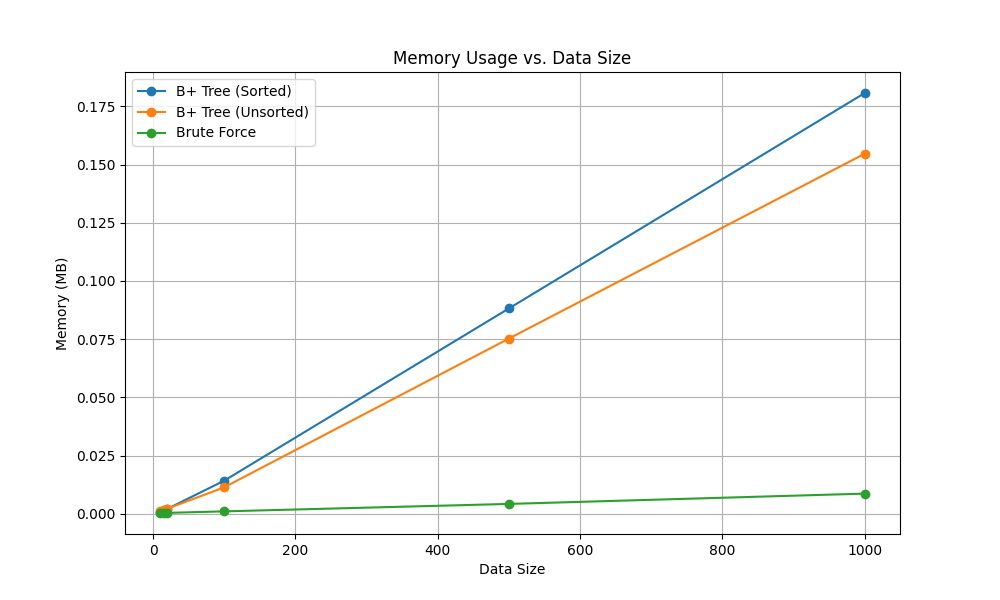 Memory Usage vs. Data Size
B+ Tree (Sorted)
B+ Tree (Unsorted)
Brute Force
Memory (MB)
0.175
0.150
0.125
0.100
0.075
0.050
0.025
0.000
0 200 400 600 800 1000
Data Size